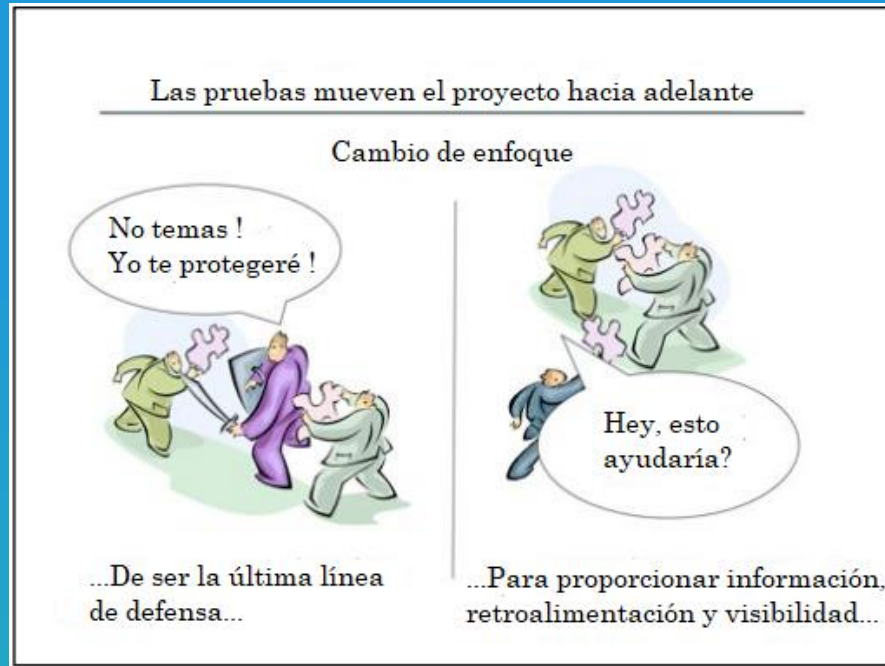 Las pruebas mueven el proyecto hacia adelante
Cambio de enfoque
No temas !
Yo te protegeré !
Hey, esto
ayudaría?
...De ser la última línea
de defensa...
...Para proporcionar información,
retroalimentación y visibilidad...